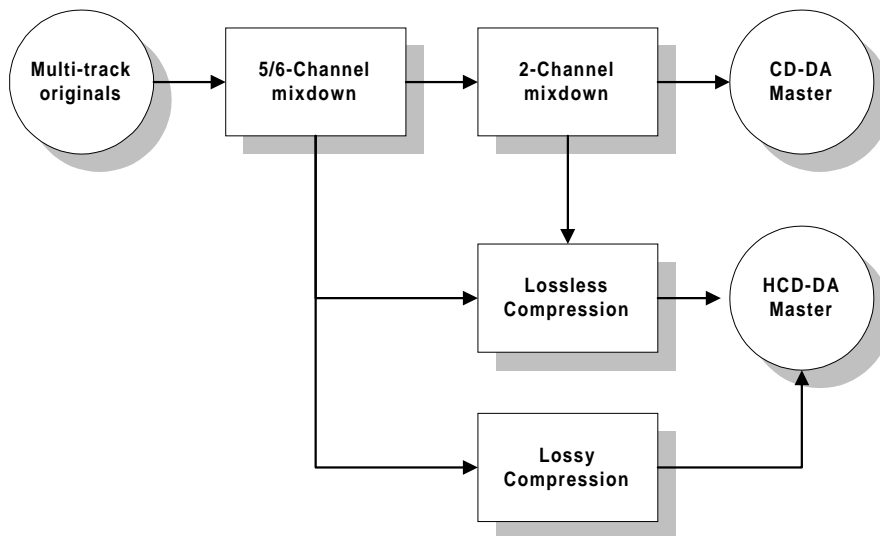 Multi-track
originals
5/6-Channel
mixdown
2-Channel
mixdown
CD-DA
Master
Lossless
Compression
HCD-DA
Master
Lossy
Compression